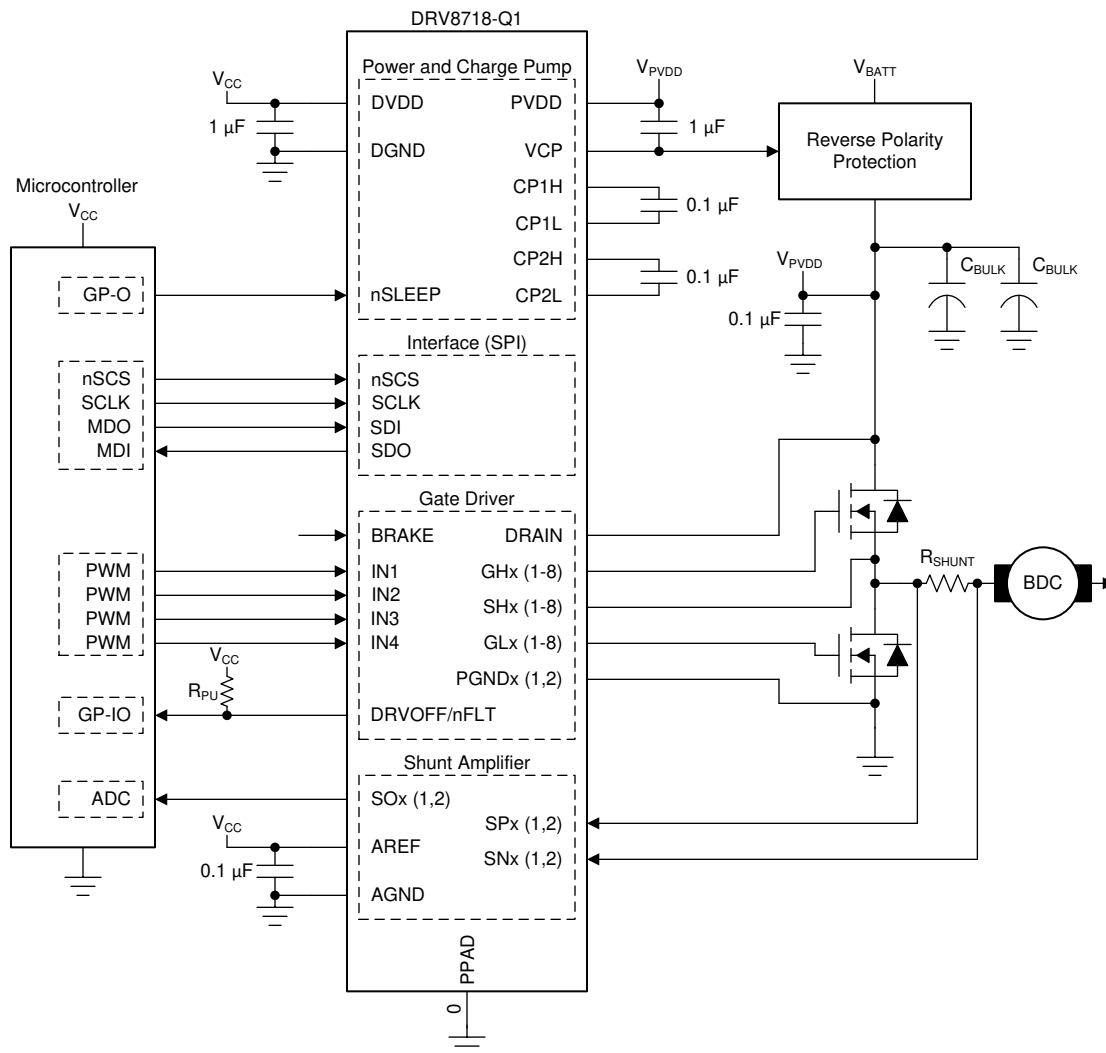 DRV8718-Q1
Power and Charge Pump
V_CC
DVDD
1 µF
DGND
PVDD
V_PVDD
1 µF
VCP
V_BATT
Reverse Polarity
Protection
CP1H
0.1 µF
CP1L
CP2H
0.1 µF
CP2L
Microcontroller
V_CC
GP-O
nSLEEP
V_PVDD
0.1 µF
C_BULK
C_BULK
Interface (SPI)
nSCS
SCLK
MDO
MDI
nSCS
SCLK
SDI
SDO
Gate Driver
BRAKE
DRAIN
PWM
PWM
PWM
PWM
IN1
IN2
IN3
IN4
GHx (1-8)
SHx (1-8)
GLx (1-8)
PGNDx (1,2)
R_SHUNT
BDC
V_CC
R_PU
GP-IO
DRVOFF/nFLT
Shunt Amplifier
ADC
SOx (1,2)
SPx (1,2)
SNx (1,2)
V_CC
AREF
0.1 µF
AGND
PPAD
0